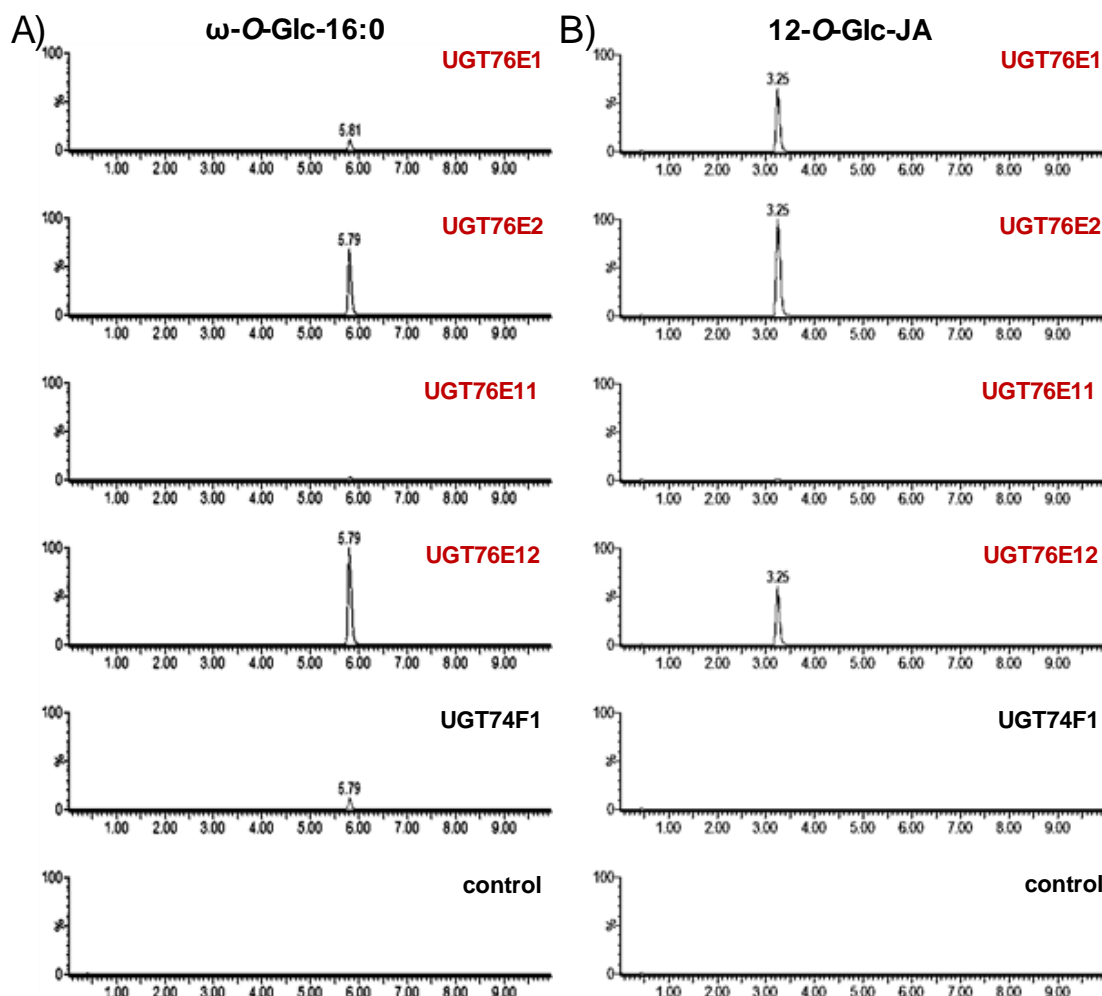 A) ω-O-Glc-16:0 B) 12-O-Glc-JA
100 UGT76E1 100 UGT76E1
3.25
% 5.81 %
0 0
1.00 2.00 3.00 4.00 5.00 6.00 7.00 8.00 9.00 1.00 2.00 3.00 4.00 5.00 6.00 7.00 8.00 9.00
100 UGT76E2 100 3.25 UGT76E2
5.79
% %
0 0
1.00 2.00 3.00 4.00 5.00 6.00 7.00 8.00 9.00 1.00 2.00 3.00 4.00 5.00 6.00 7.00 8.00 9.00
100 UGT76E11 100 UGT76E11
% %
0 0
1.00 2.00 3.00 4.00 5.00 6.00 7.00 8.00 9.00 1.00 2.00 3.00 4.00 5.00 6.00 7.00 8.00 9.00
100 5.79 UGT76E12 100 UGT76E12
3.25
% %
0 0
1.00 2.00 3.00 4.00 5.00 6.00 7.00 8.00 9.00 1.00 2.00 3.00 4.00 5.00 6.00 7.00 8.00 9.00
100 UGT74F1 100 UGT74F1
% %
5.79
0 0
1.00 2.00 3.00 4.00 5.00 6.00 7.00 8.00 9.00 1.00 2.00 3.00 4.00 5.00 6.00 7.00 8.00 9.00
100 control 100 control
% %
0 0
1.00 2.00 3.00 4.00 5.00 6.00 7.00 8.00 9.00 1.00 2.00 3.00 4.00 5.00 6.00 7.00 8.00 9.00